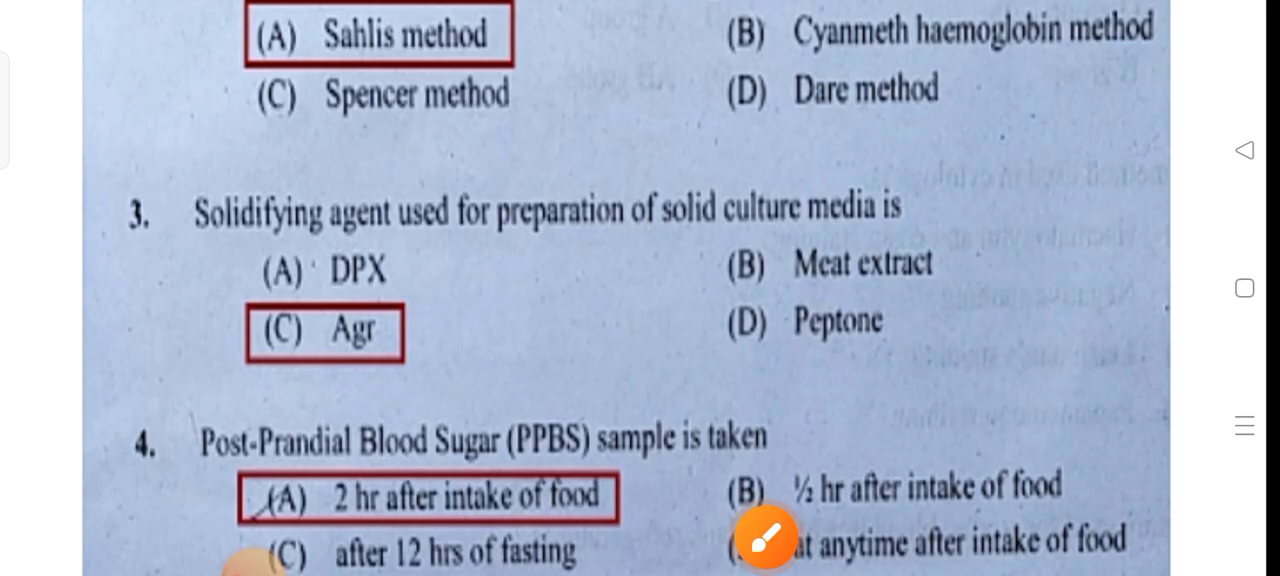 (A) Sahlis method (B) Cyanmeth haemoglobin method
(C) Spencer method (D) Dare method
3. Solidifying agent used for preparation of solid culture media is
(A) DPX (B) Meat extract
(C) Agr (D) Peptone
4. Post-Prandial Blood Sugar (PPBS) sample is taken
(A) 2 hr after intake of food (B) ½ hr after intake of food
(C) after 12 hrs of fasting at anytime after intake of food